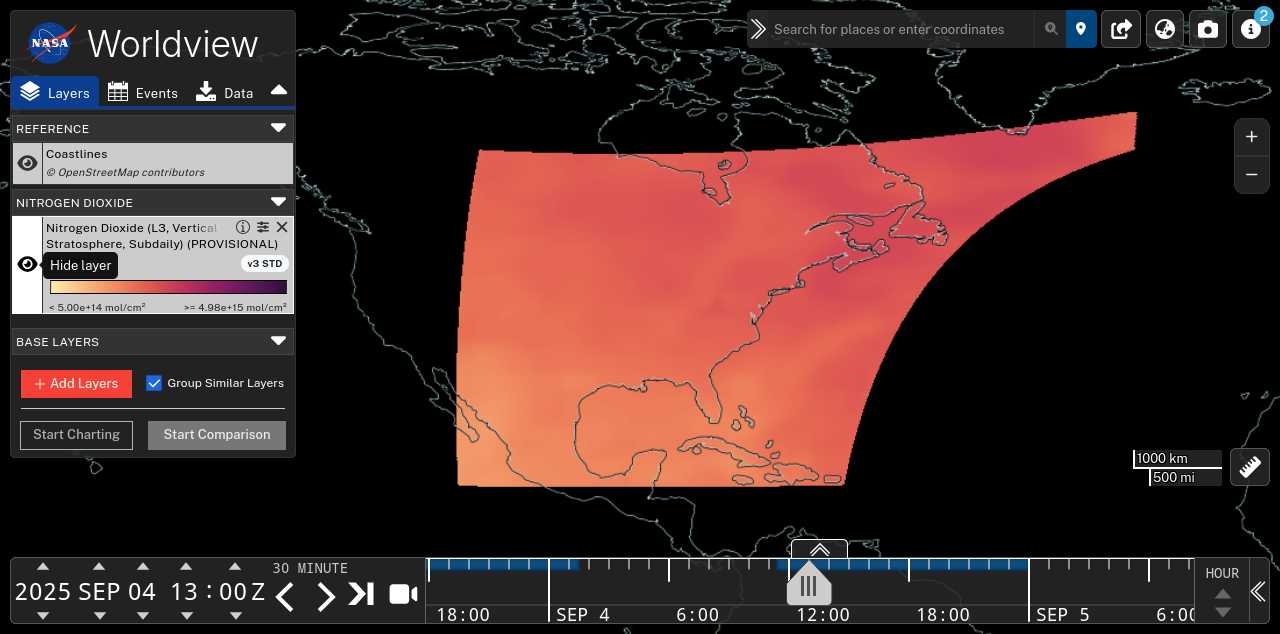 NASA Worldview
Search for places or enter coordinates
2
Layers
Events
Data
REFERENCE
Coastlines
© OpenStreetMap contributors
NITROGEN DIOXIDE
Nitrogen Dioxide (L3, Vertical
Stratosphere, Subdaily) (PROVISIONAL)
Hide layer
v3 STD
< 5.00e+14 mol/cm²
>= 4.98e+15 mol/cm²
BASE LAYERS
+ Add Layers
Group Similar Layers
Start Charting
Start Comparison
+
−
1000 km
500 mi
2025 SEP 04 13:00Z
30 MINUTE
18:00
SEP 4
6:00
12:00
18:00
SEP 5
6:00
HOUR